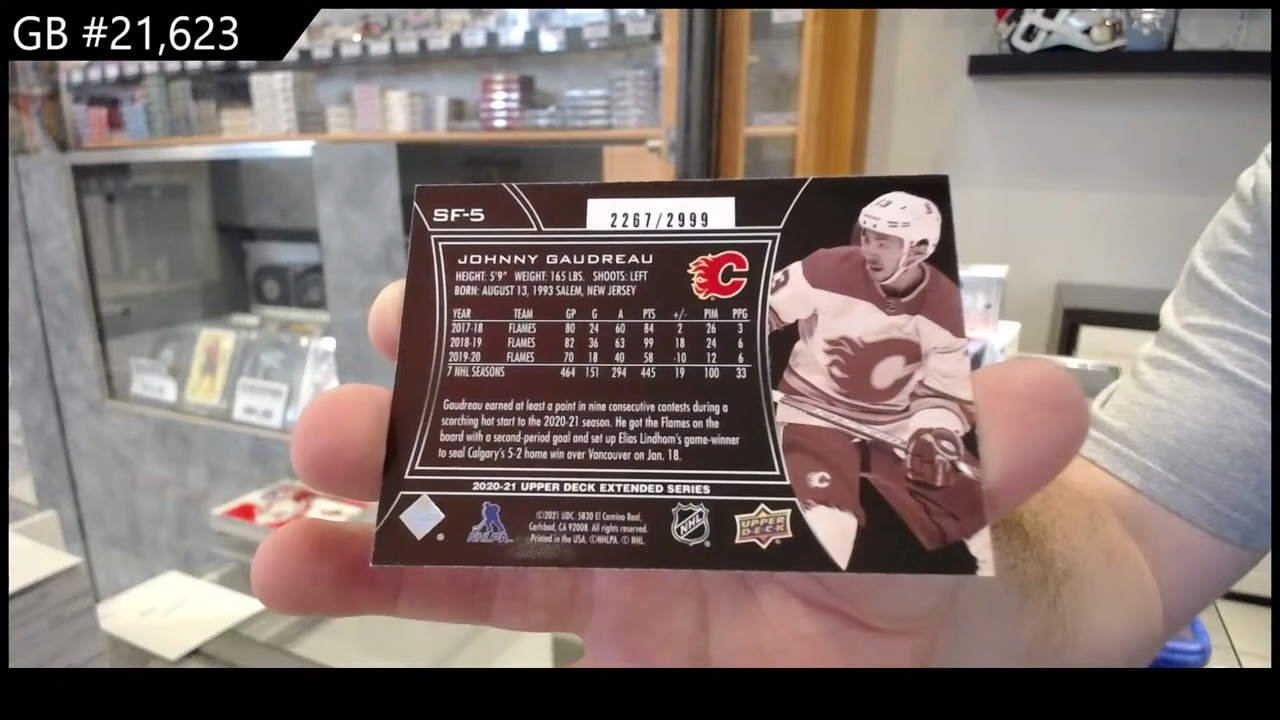 GB #21,623
SF-5
2267/2999
JOHNNY GAUDREAU
HEIGHT: 5'9" WEIGHT: 165 LBS. SHOOTS: LEFT
BORN: AUGUST 13, 1993 SALEM, NEW JERSEY
YEAR TEAM GP G A PTS +/- PIM PPG
2017-18 FLAMES 80 24 60 84 2 26 3
2018-19 FLAMES 82 36 63 99 18 24 6
2019-20 FLAMES 70 18 40 58 -10 12 6
7 NHL SEASONS 464 151 294 445 19 100 33
Gaudreau earned at least a point in nine consecutive contests during a
scorching hot start to the 2020-21 season. He got the Flames on the
board with a second-period goal and set up Elias Lindhom's game-winner
to seal Calgary's 5-2 home win over Vancouver on Jan. 18.
2020-21 UPPER DECK EXTENDED SERIES
©2021 UDC. 5830 El Camino Real,
Carlsbad, CA 92008. All rights reserved.
Printed in the USA. ©NHLPA. © NHL.
NHLPA
NHL
UPPER
DECK
13